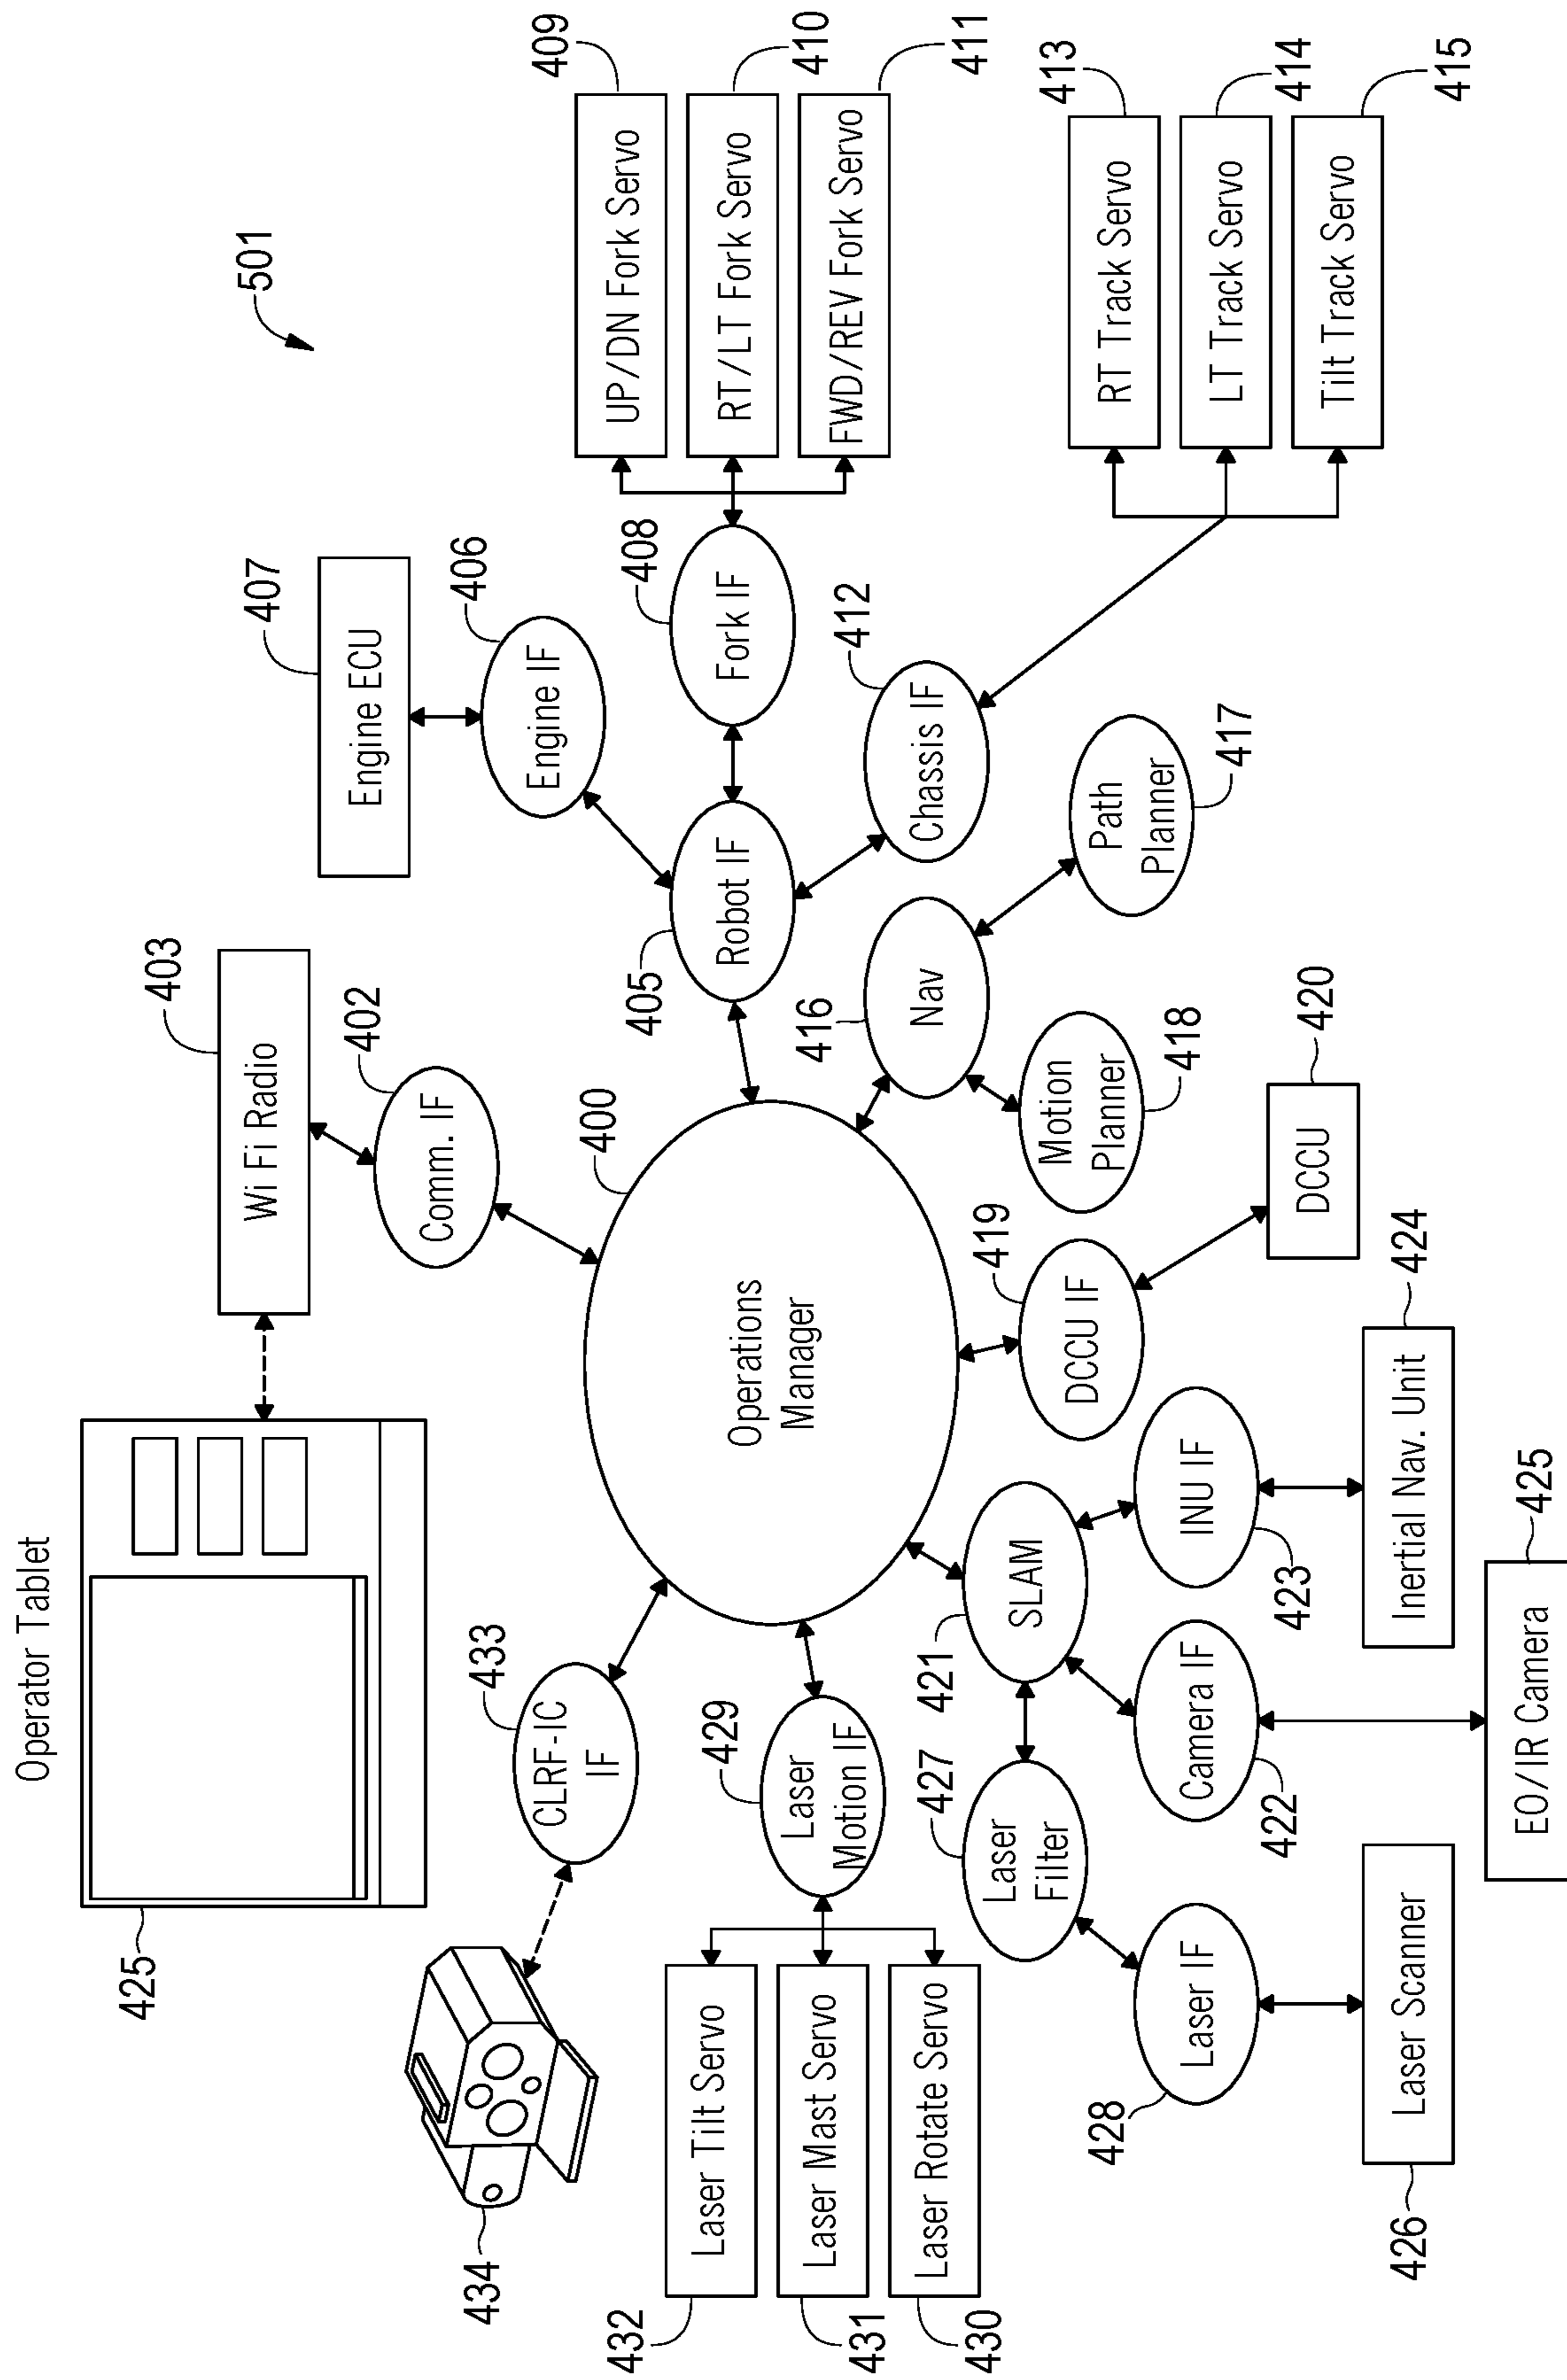 501
Operator Tablet
425
Wi Fi Radio
403
Comm. IF
402
Engine ECU
407
Engine IF
406
UP/DN Fork Servo
409
RT/LT Fork Servo
410
FWD/REV Fork Servo
411
Fork IF
408
Robot IF
405
Chassis IF
412
RT Track Servo
413
LT Track Servo
414
Tilt Track Servo
415
Operations
Manager
400
Nav
416
Path
Planner
417
Motion
Planner
418
DCCU IF
419
DCCU
420
SLAM
421
INU IF
423
Inertial Nav. Unit
424
Camera IF
422
EO/IR Camera
425
Laser
Filter
427
Laser IF
428
Laser Scanner
426
Laser
Motion IF
429
Laser Tilt Servo
432
Laser Mast Servo
431
Laser Rotate Servo
430
CLRF-IC
IF
433
434